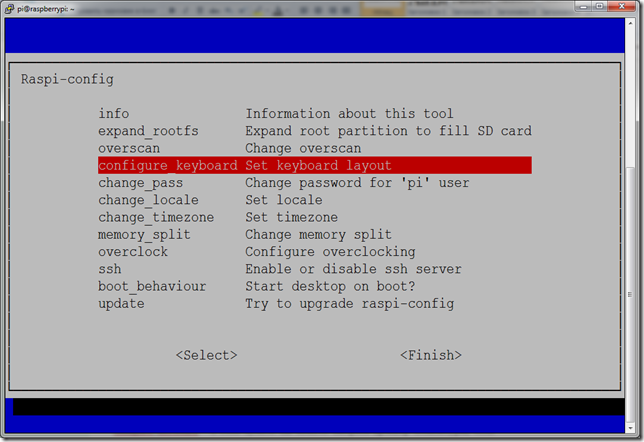 pi@raspberrypi: ~
Raspi-config
info Information about this tool
expand_rootfs Expand root partition to fill SD card
overscan Change overscan
configure_keyboard Set keyboard layout
change_pass Change password for 'pi' user
change_locale Set locale
change_timezone Set timezone
memory_split Change memory split
overclock Configure overclocking
ssh Enable or disable ssh server
boot_behaviour Start desktop on boot?
update Try to upgrade raspi-config
<Select> <Finish>